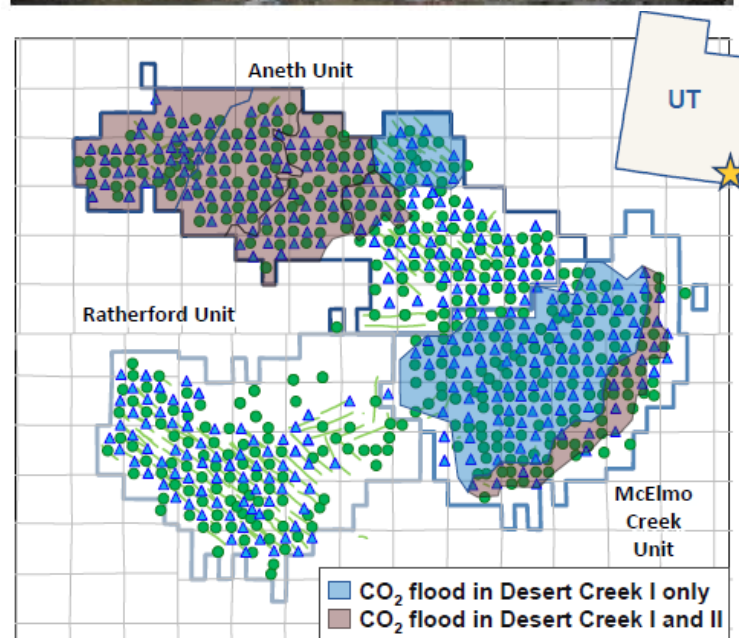 Aneth Unit
UT
Ratherford Unit
McElmo
Creek
Unit
CO₂ flood in Desert Creek I only
CO₂ flood in Desert Creek I and II